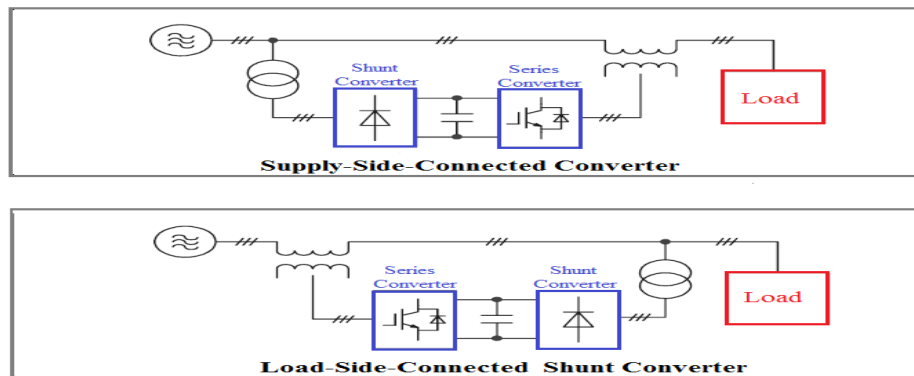 Shunt
Converter
Series
Converter
Load
Supply-Side-Connected Converter
Series
Converter
Shunt
Converter
Load
Load-Side-Connected Shunt Converter